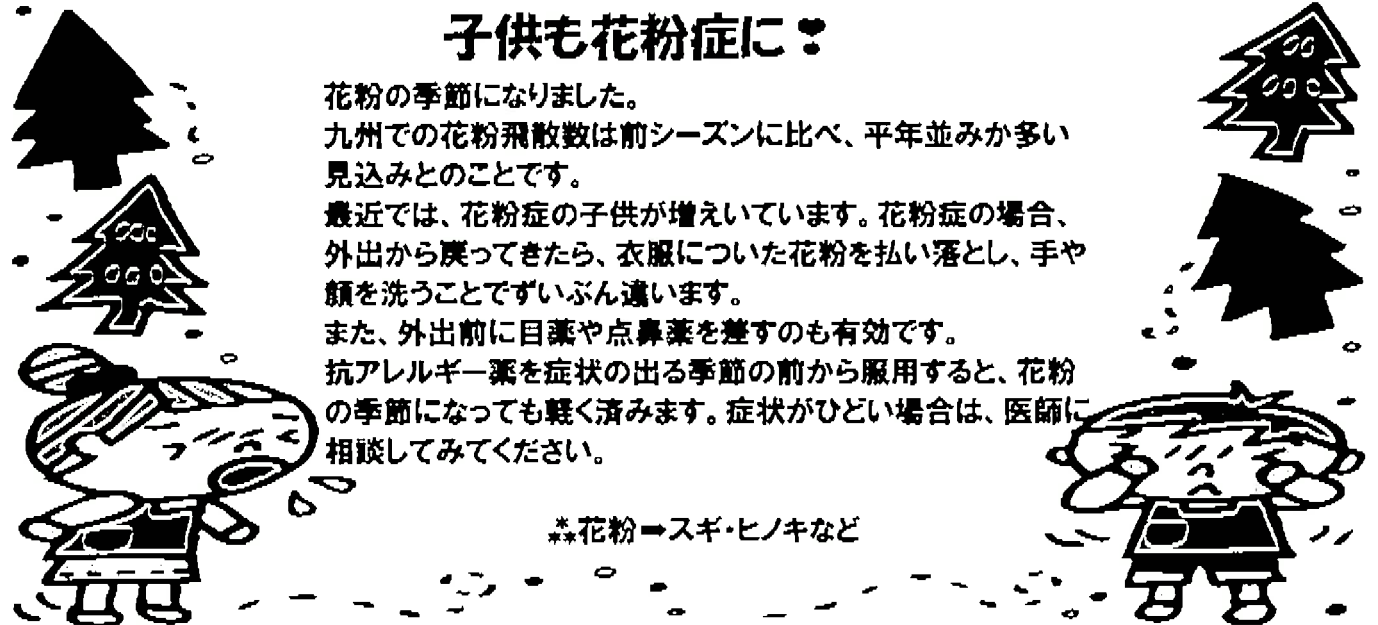 子供も花粉症に❣
花粉の季節になりました。
九州での花粉飛散数は前シーズンに比べ、平年並みか多い
見込みとのことです。
最近では、花粉症の子供が増えいています。花粉症の場合、
外出から戻ってきたら、衣服についた花粉を払い落とし、手や
顔を洗うことでずいぶん違います。
また、外出前に目薬や点鼻薬を差すのも有効です。
抗アレルギー薬を症状の出る季節の前から服用すると、花粉
の季節になっても軽く済みます。症状がひどい場合は、医師に
相談してみてください。
⁂花粉➡スギ・ヒノキなど